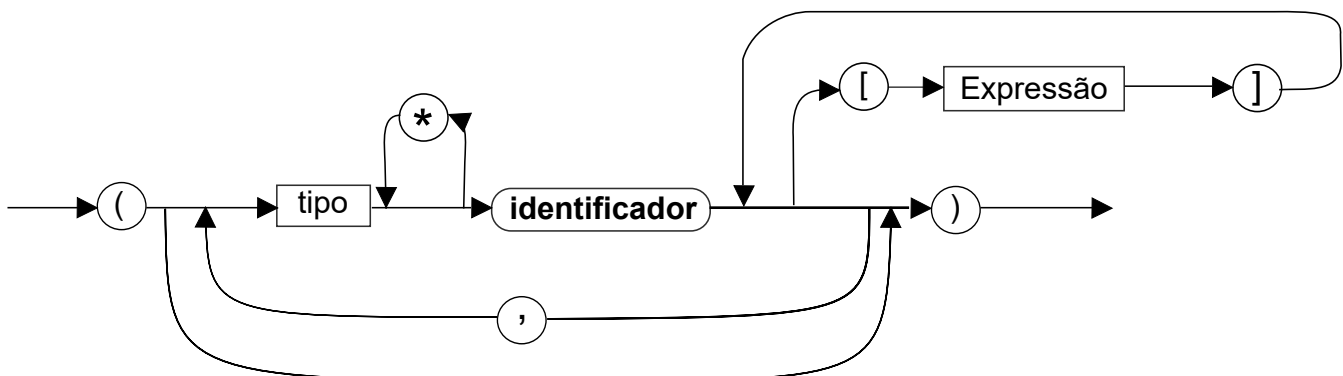 [ Expressão ]
*
( tipo identificador )
,